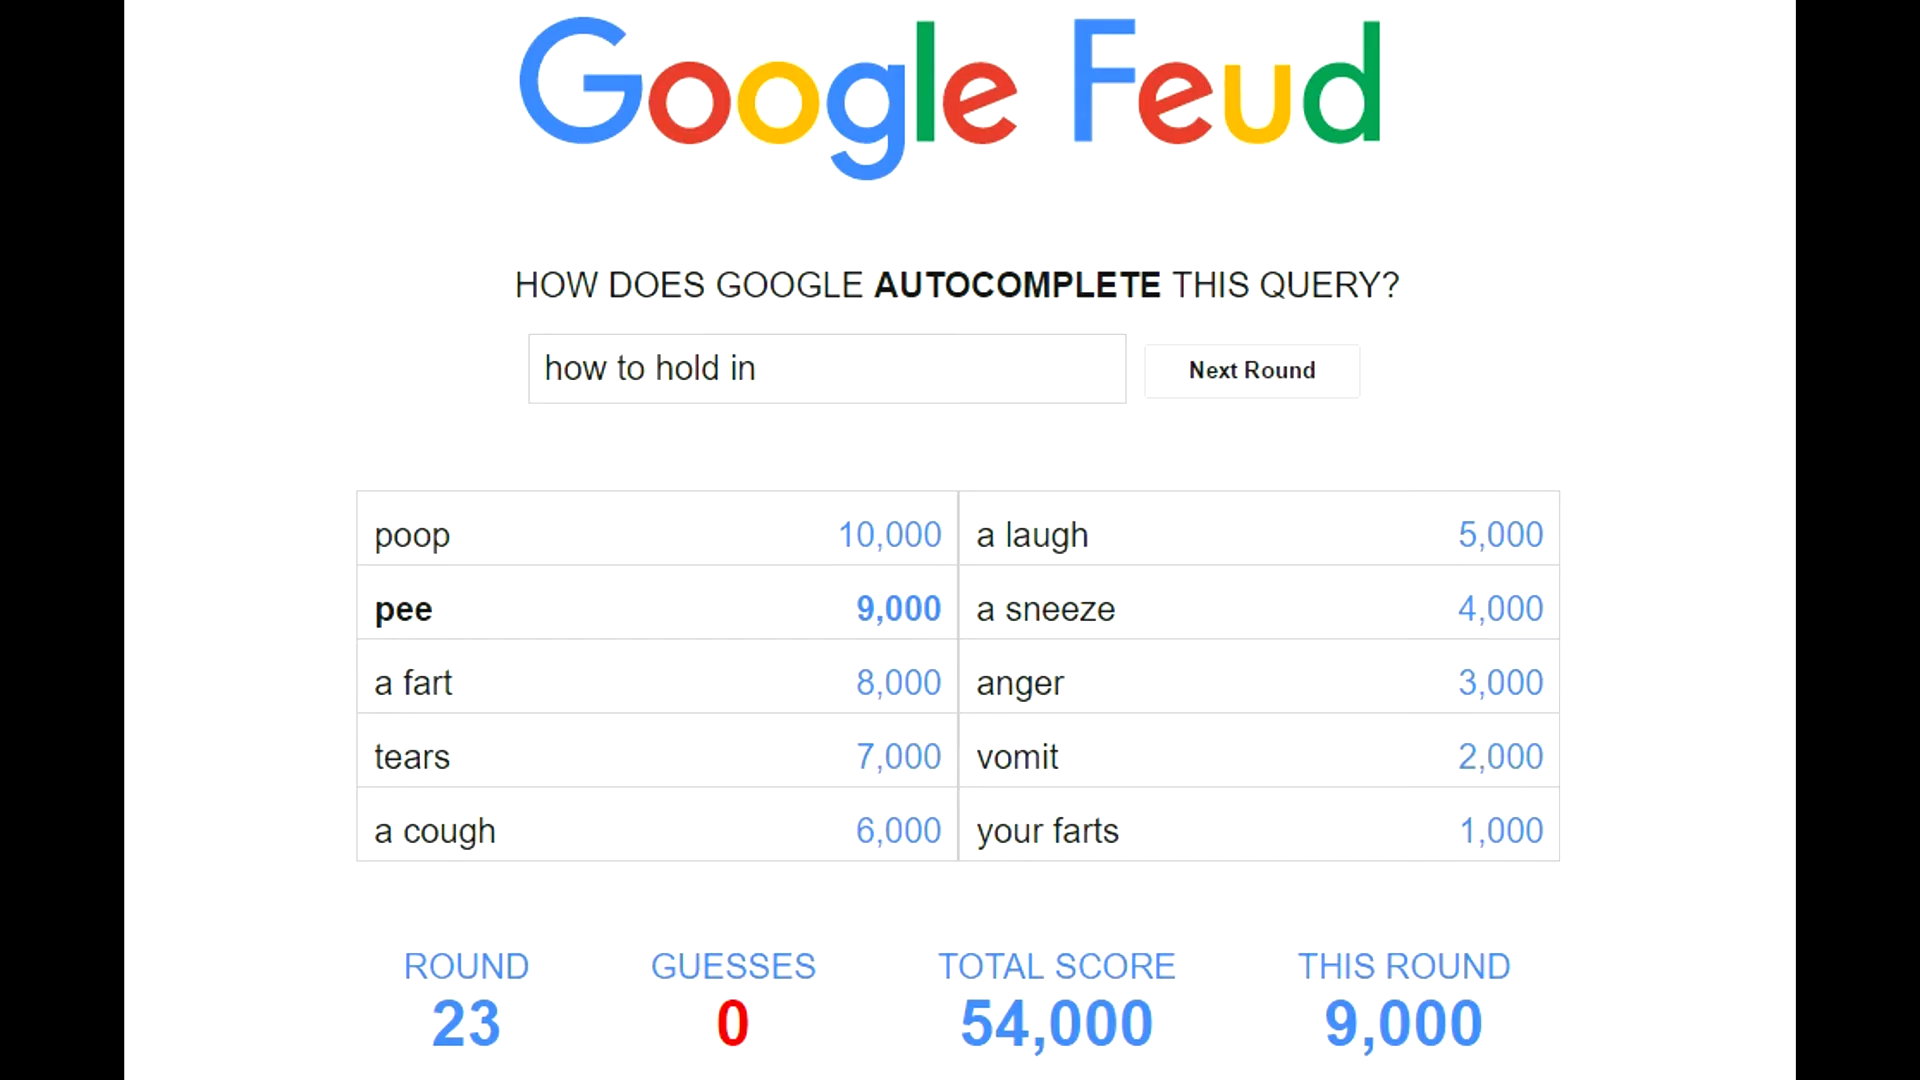 Google Feud
HOW DOES GOOGLE AUTOCOMPLETE THIS QUERY?
how to hold in
Next Round
poop 10,000 a laugh 5,000
pee 9,000 a sneeze 4,000
a fart 8,000 anger 3,000
tears 7,000 vomit 2,000
a cough 6,000 your farts 1,000
ROUND GUESSES TOTAL SCORE THIS ROUND
23 0 54,000 9,000